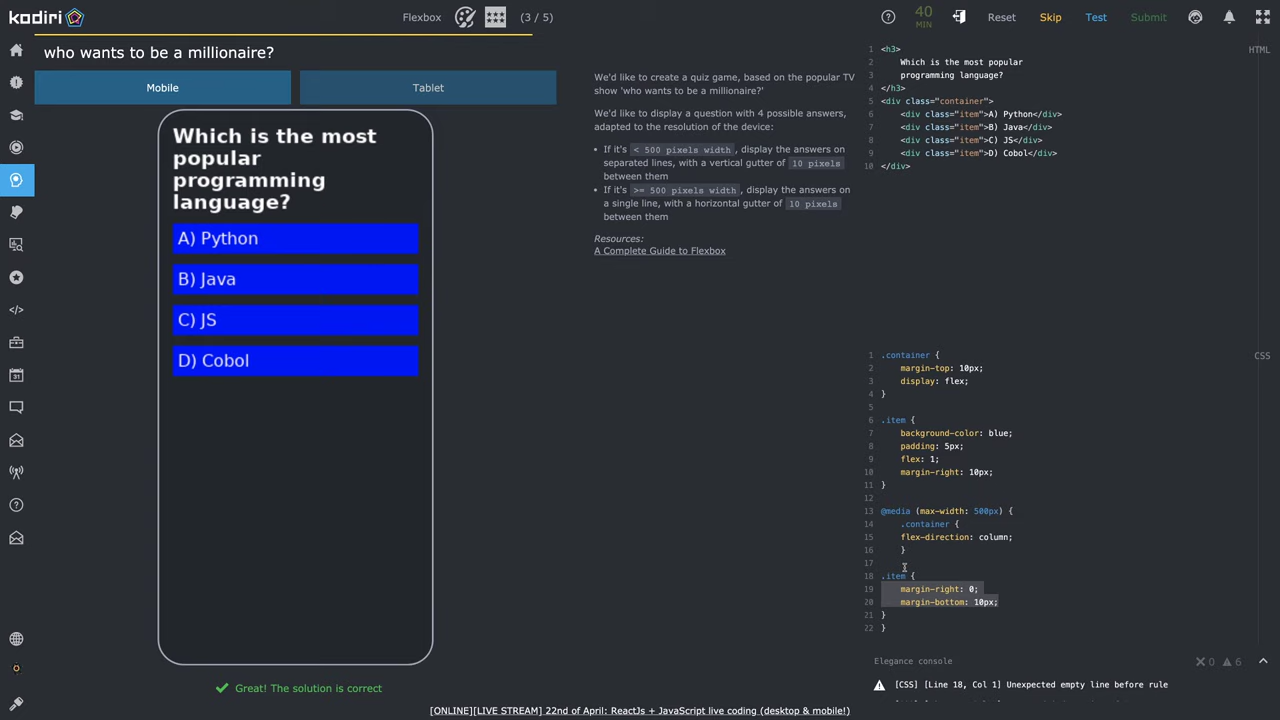 kodiri
Flexbox
(3 / 5)
40
MIN
Reset
Skip
Test
Submit
who wants to be a millionaire?
Mobile
Tablet
Which is the most
popular
programming
language?
A) Python
B) Java
C) JS
D) Cobol
Great! The solution is correct
We'd like to create a quiz game, based on the popular TV
show 'who wants to be a millionaire?'
We'd like to display a question with 4 possible answers,
adapted to the resolution of the device:
• If it's < 500 pixels width, display the answers on
separated lines, with a vertical gutter of 10 pixels
between them
• If it's >= 500 pixels width, display the answers on
a single line, with a horizontal gutter of 10 pixels
between them
Resources:
A Complete Guide to Flexbox
HTML
1 <h3>
2 Which is the most popular
3 programming language?
4 </h3>
5 <div class="container">
6 <div class="item">A) Python</div>
7 <div class="item">B) Java</div>
8 <div class="item">C) JS</div>
9 <div class="item">D) Cobol</div>
10 </div>
CSS
1 .container {
2 margin-top: 10px;
3 display: flex;
4 }
5
6 .item {
7 background-color: blue;
8 padding: 5px;
9 flex: 1;
10 margin-right: 10px;
11 }
12
13 @media (max-width: 500px) {
14 .container {
15 flex-direction: column;
16 }
17
18 .item {
19 margin-right: 0;
20 margin-bottom: 10px;
21 }
22 }
Elegance console
0
6
[CSS] [Line 18, Col 1] Unexpected empty line before rule
[ONLINE][LIVE STREAM] 22nd of April: ReactJs + JavaScript live coding (desktop & mobile!)